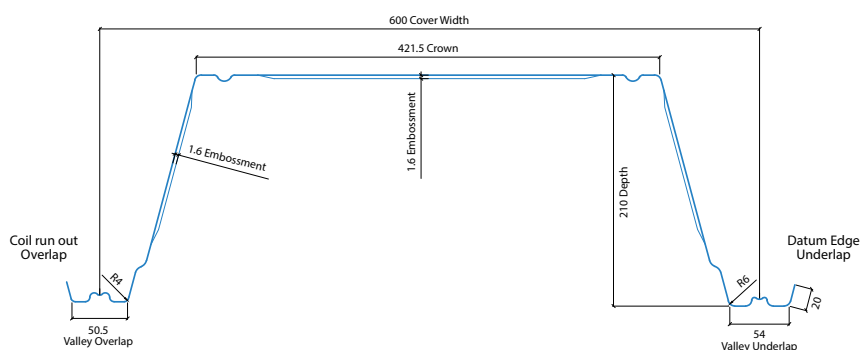 600 Cover Width
421.5 Crown
1.6 Embossment
1.6 Embossment
210 Depth
Coil run out
Overlap
Datum Edge
Underlap
R4
R6
20
50.5
Valley Overlap
54
Valley Underlap